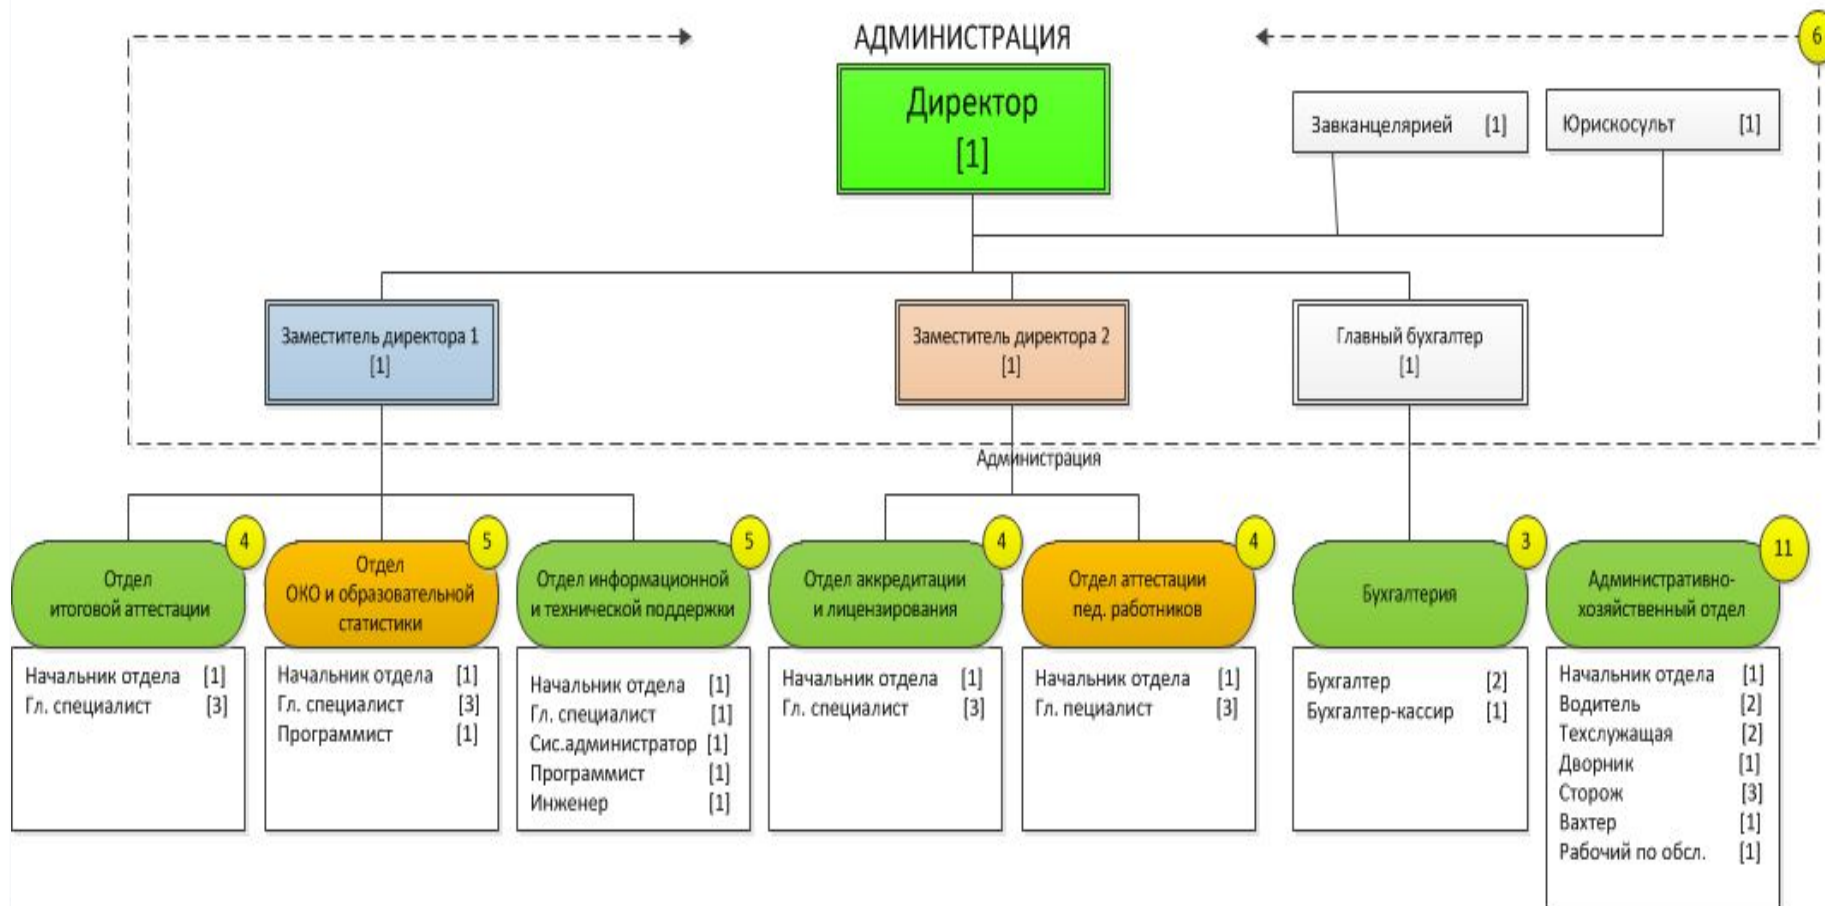 АДМИНИСТРАЦИЯ
6
Директор
[1]
Завканцелярией [1]
Юрискосульт [1]
Заместитель директора 1
[1]
Заместитель директора 2
[1]
Главный бухгалтер
[1]
Администрация
4
Отдел
итоговой аттестации
Начальник отдела [1]
Гл. специалист [3]
5
Отдел
ОКО и образовательной
статистики
Начальник отдела [1]
Гл. специалист [3]
Программист [1]
5
Отдел информационной
и технической поддержки
Начальник отдела [1]
Гл. специалист [1]
Сис.администратор [1]
Программист [1]
Инженер [1]
4
Отдел аккредитации
и лицензирования
Начальник отдела [1]
Гл. специалист [3]
4
Отдел аттестации
пед. работников
Начальник отдела [1]
Гл. пециалист [3]
3
Бухгалтерия
Бухгалтер [2]
Бухгалтер-кассир [1]
11
Административно-
хозяйственный отдел
Начальник отдела [1]
Водитель [2]
Техслужащая [2]
Дворник [1]
Сторож [3]
Вахтер [1]
Рабочий по обсл. [1]